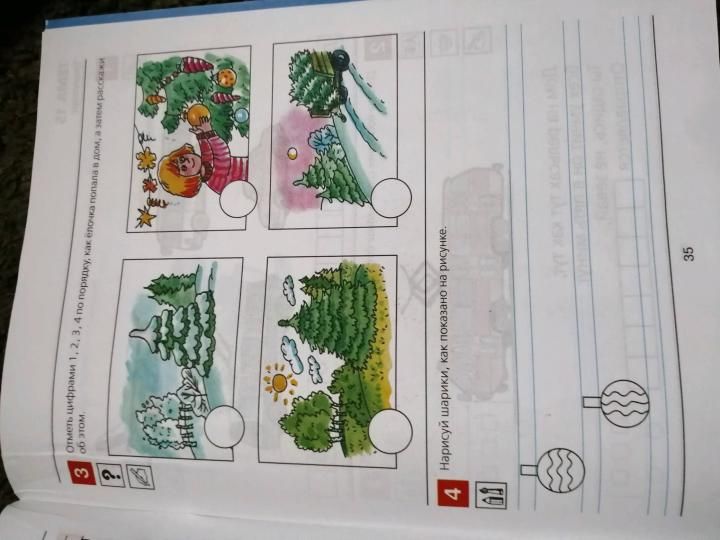 3 Отметь цифрами 1, 2, 3, 4 по порядку, как ёлочка попала в дом, а затем расскажи
об этом.
?
4 Нарисуй шарики, как показано на рисунке.
35